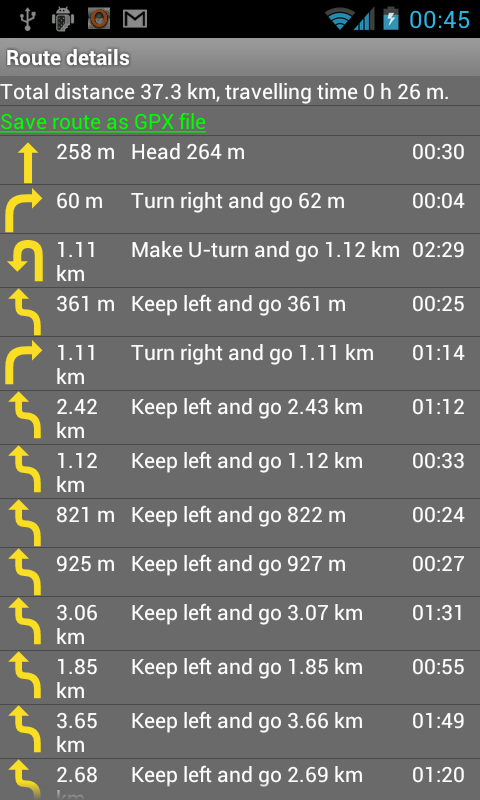 00:45
Route details
Total distance 37.3 km, travelling time 0 h 26 m.
Save route as GPX file
258 m Head 264 m 00:30
60 m Turn right and go 62 m 00:04
1.11 km Make U-turn and go 1.12 km 02:29
361 m Keep left and go 361 m 00:25
1.11 km Turn right and go 1.11 km 01:14
2.42 km Keep left and go 2.43 km 01:12
1.12 km Keep left and go 1.12 km 00:33
821 m Keep left and go 822 m 00:24
925 m Keep left and go 927 m 00:27
3.06 km Keep left and go 3.07 km 01:31
1.85 km Keep left and go 1.85 km 00:55
3.65 km Keep left and go 3.66 km 01:49
2.68 Keep left and go 2.69 km 01:20